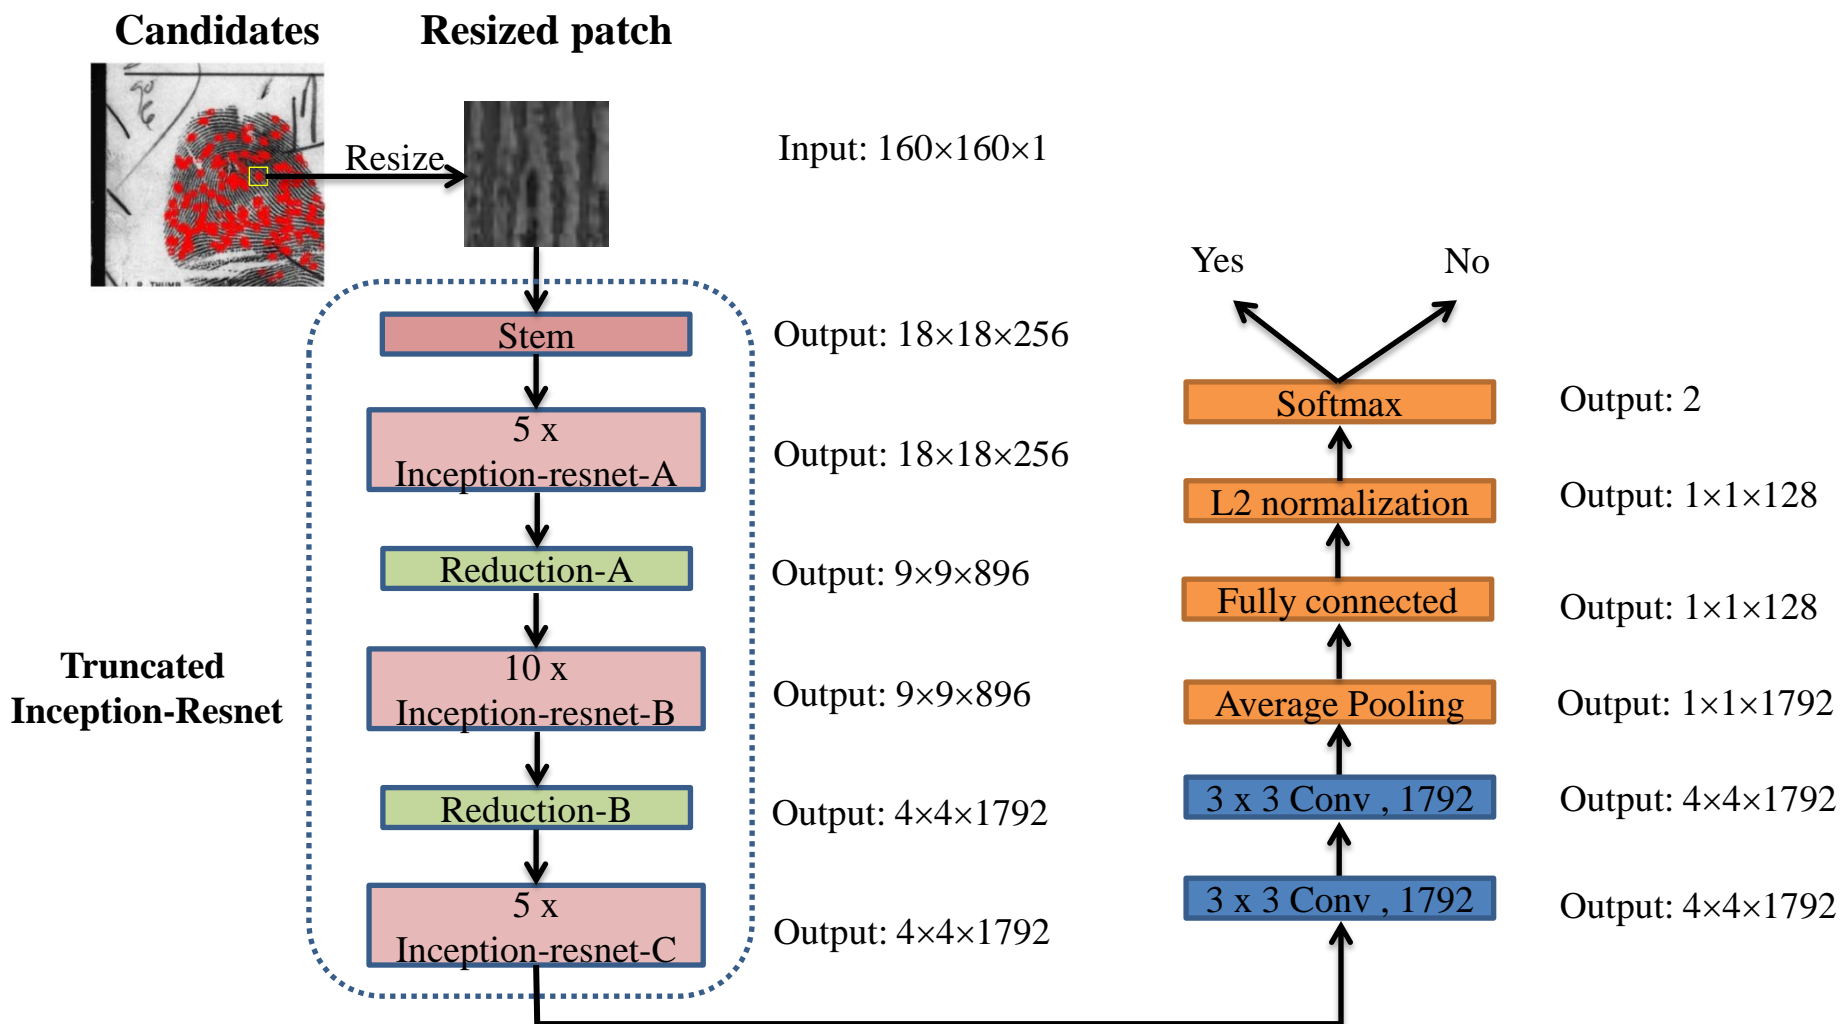 Candidates
Resized patch
Resize
Input: 160×160×1
Stem
Output: 18×18×256
5 x
Inception-resnet-A
Output: 18×18×256
Reduction-A
Output: 9×9×896
Truncated
Inception-Resnet
10 x
Inception-resnet-B
Output: 9×9×896
Reduction-B
Output: 4×4×1792
5 x
Inception-resnet-C
Output: 4×4×1792
Yes
No
Softmax
Output: 2
L2 normalization
Output: 1×1×128
Fully connected
Output: 1×1×128
Average Pooling
Output: 1×1×1792
3 x 3 Conv , 1792
Output: 4×4×1792
3 x 3 Conv , 1792
Output: 4×4×1792